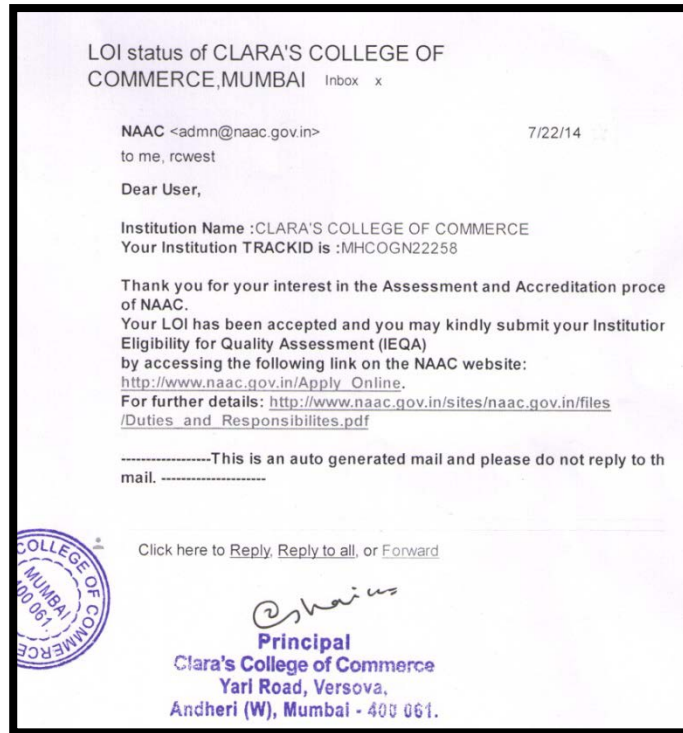 LOI status of CLARA'S COLLEGE OF
COMMERCE,MUMBAI Inbox x
NAAC <admn@naac.gov.in> 7/22/14
to me, rcwest
Dear User,
Institution Name :CLARA'S COLLEGE OF COMMERCE
Your Institution TRACKID is :MHCOGN22258
Thank you for your interest in the Assessment and Accreditation proce
of NAAC.
Your LOI has been accepted and you may kindly submit your Institutior
Eligibility for Quality Assessment (IEQA)
by accessing the following link on the NAAC website:
http://www.naac.gov.in/Apply_Online.
For further details: http://www.naac.gov.in/sites/naac.gov.in/files
/Duties_and_Responsibilites.pdf
------------------This is an auto generated mail and please do not reply to th
mail. ---------------------
Click here to Reply, Reply to all, or Forward
COLLEGE OF COMMERCE
MUMBAI
400 061.
Principal
Clara's College of Commerce
Yari Road, Versova,
Andheri (W), Mumbai - 400 061.